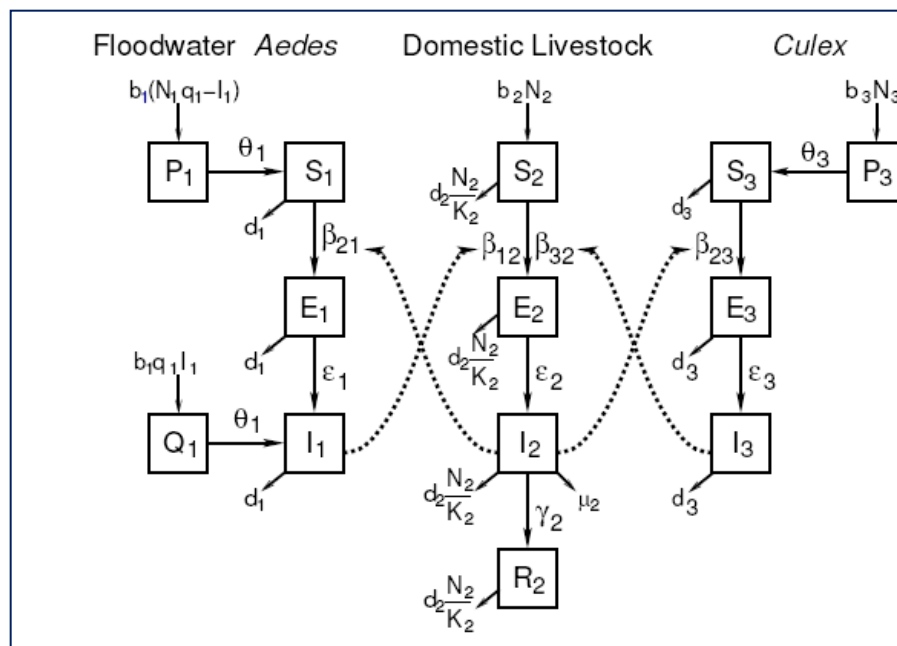 Floodwater Aedes
Domestic Livestock
Culex
b₁(N₁q₁–I₁)
b₂N₂
b₃N₃
P₁
θ₁
S₁
d₁
d₂N₂/K₂
S₂
S₃
d₃
θ₃
P₃
β₂₁
β₁₂
β₃₂
β₂₃
E₁
d₁
d₂N₂/K₂
E₂
E₃
d₃
b₁q₁I₁
ε₁
ε₂
ε₃
Q₁
θ₁
I₁
d₁
I₂
d₂N₂/K₂
μ₂
I₃
d₃
γ₂
R₂
d₂N₂/K₂